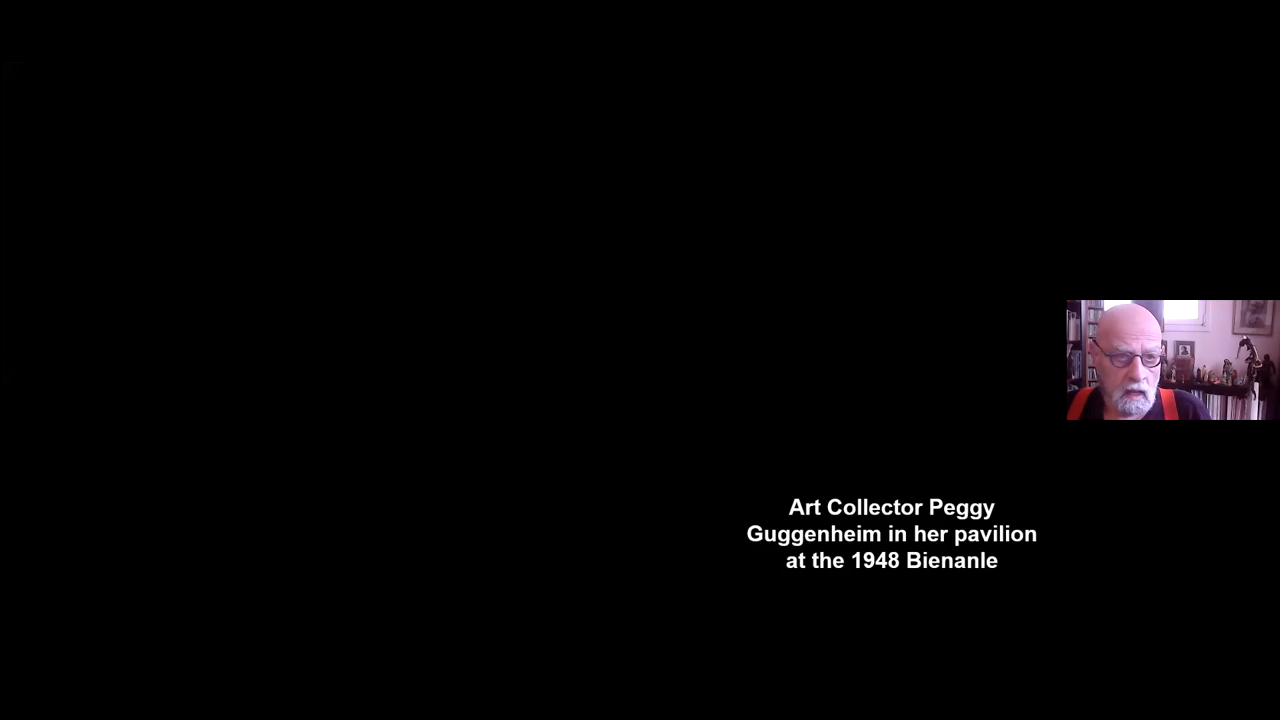 Art Collector Peggy
Guggenheim in her pavilion
at the 1948 Bienanle